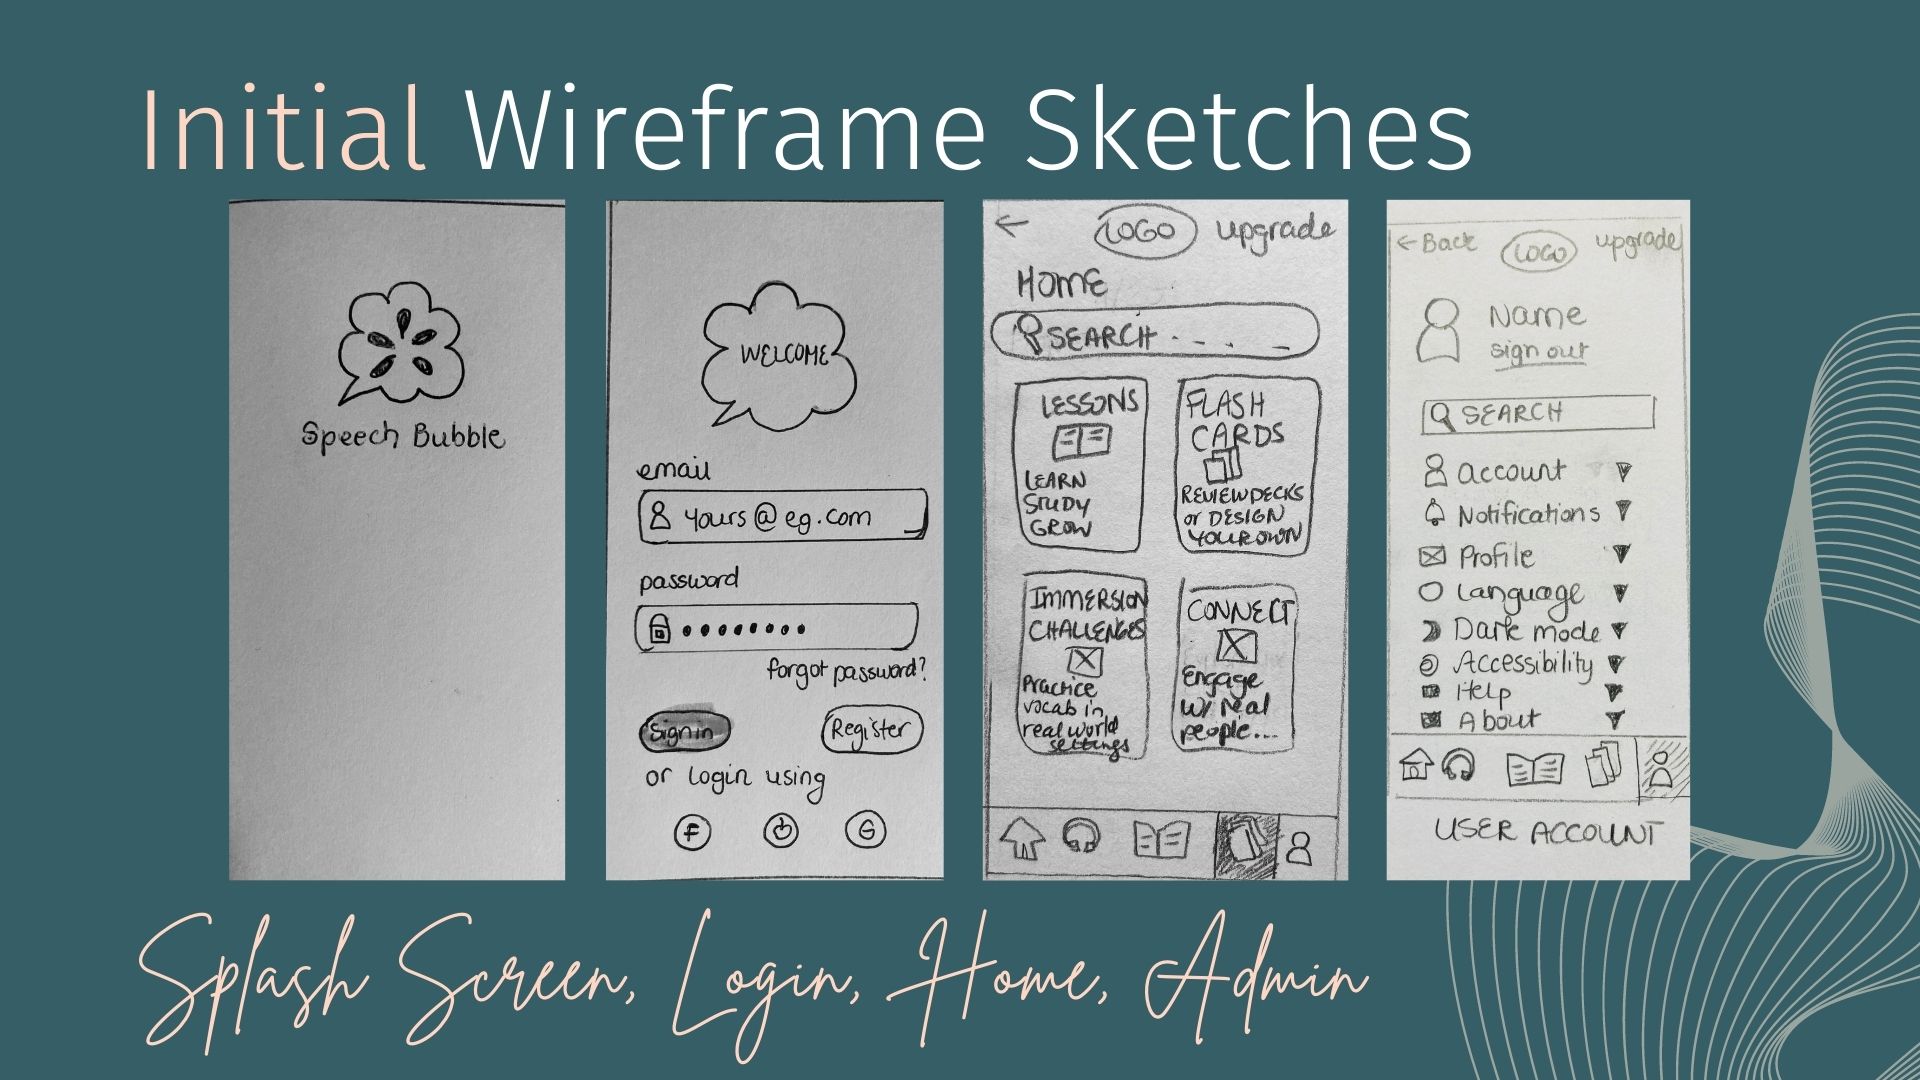 Initial Wireframe Sketches
Speech Bubble
WELCOME
email
yours@eg.com
password
forgot password?
Sign in
Register
or login using
f
G
LOGO
upgrade
HOME
SEARCH . - - . -
LESSONS
LEARN
STUDY
GROW
FLASH
CARDS
REVIEW DECKS
or DESIGN
YOUR OWN
IMMERSION
CHALLENGES
Practice
vocab in
real world
settings
CONNECT
Engage
w/ real
people...
← Back
LOGO
upgrade
Name
sign out
SEARCH
Account
Notifications
Profile
Language
Dark mode
Accessibility
Help
About
USER ACCOUNT
Splash Screen, Login, Home, Admin